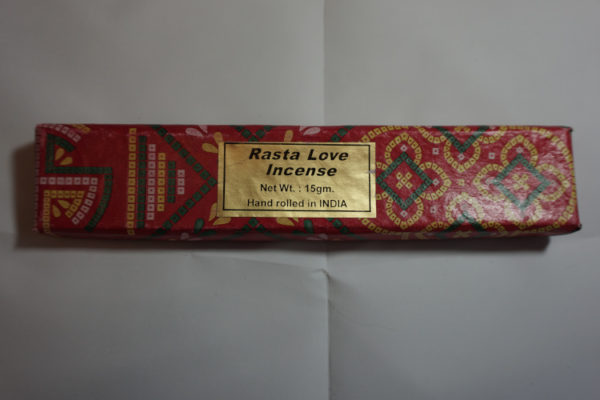 Rasta Love
Incense
Net Wt. : 15gm.
Hand rolled in INDIA